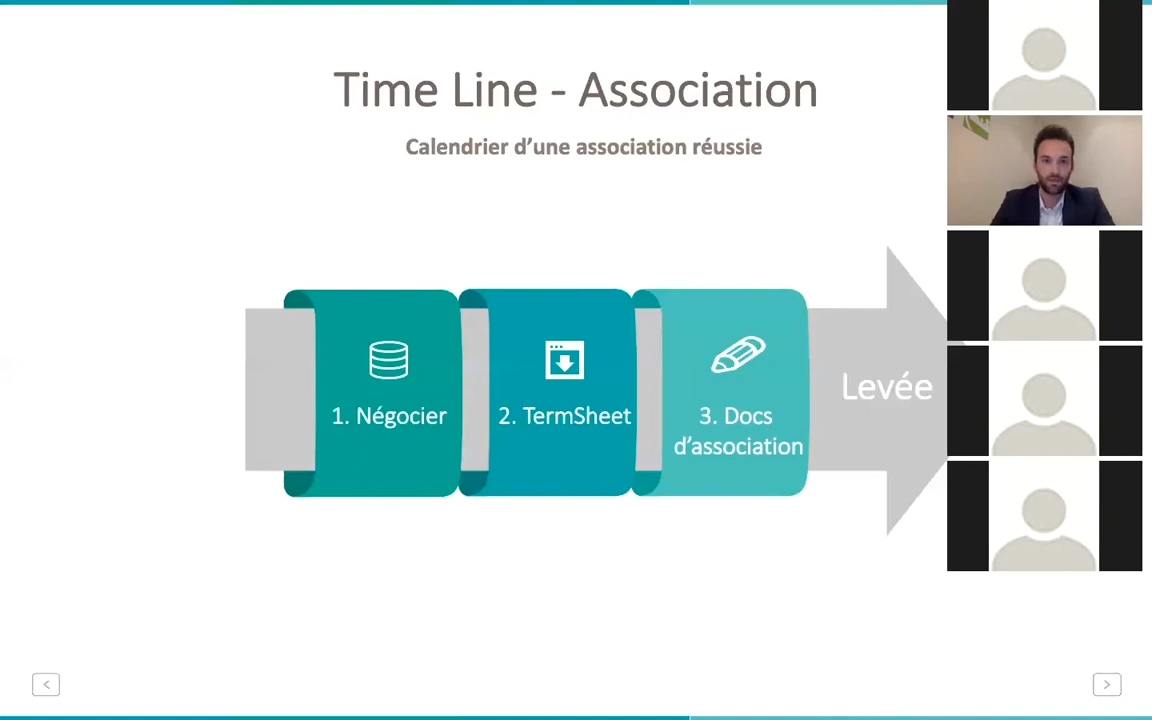 Time Line - Association
Calendrier d'une association réussie
1. Négocier
2. TermSheet
3. Docs
d'association
Levée